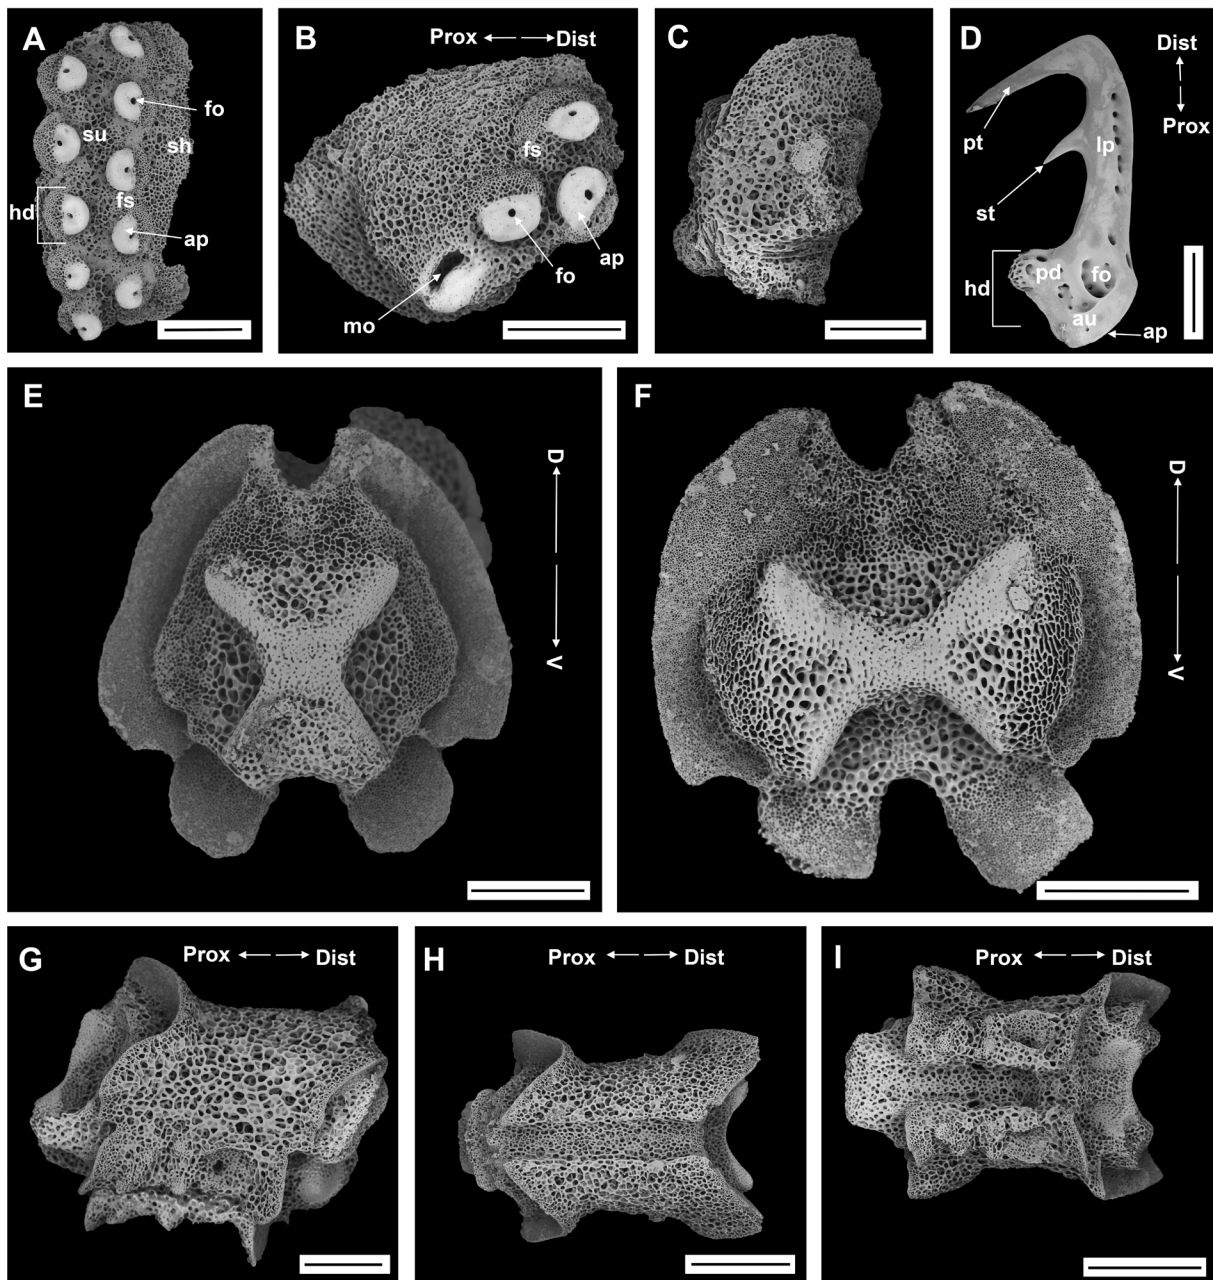 A
fo
su
sh
fs
hd
ap
B
Prox Dist
fs
ap
fo
mo
C
D
Dist
Prox
lp
pt
st
pd
fo
hd
au
ap
E
D
V
F
D
V
G
Prox Dist
H
Prox Dist
I
Prox Dist